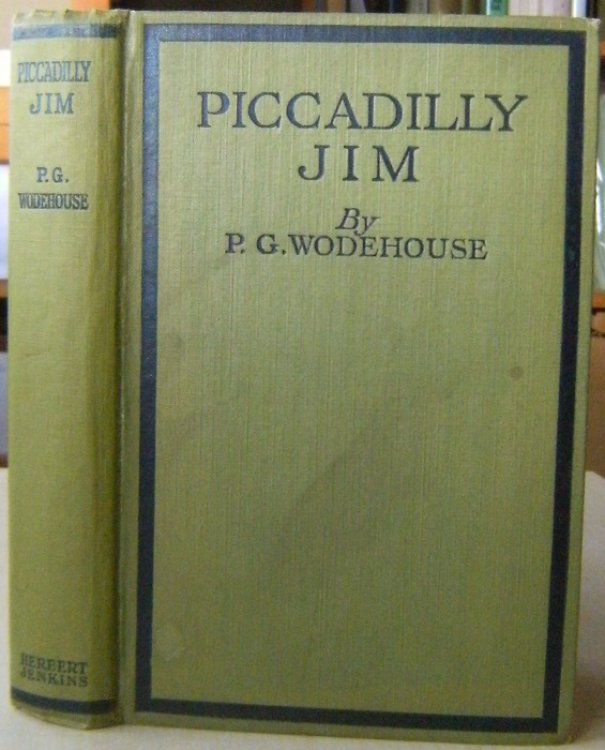 PICCADILLY
JIM
P. G.
WODEHOUSE
HERBERT
JENKINS
PICCADILLY
JIM
By
P. G. WODEHOUSE